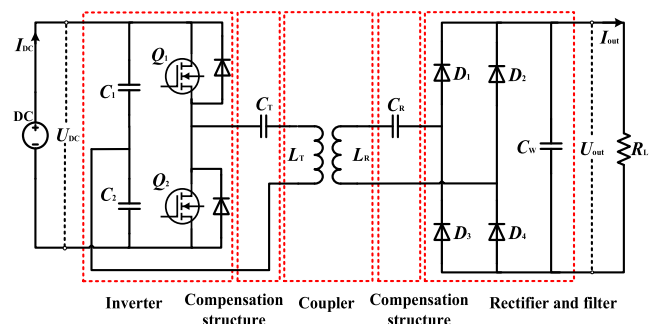 I_DC
Q_1
I_out
C_1
C_T
C_R
D_1
D_2
DC
U_DC
L_T
L_R
C_W
U_out
R_L
C_2
Q_2
D_3
D_4
Inverter
Compensation structure
Coupler
Compensation structure
Rectifier and filter